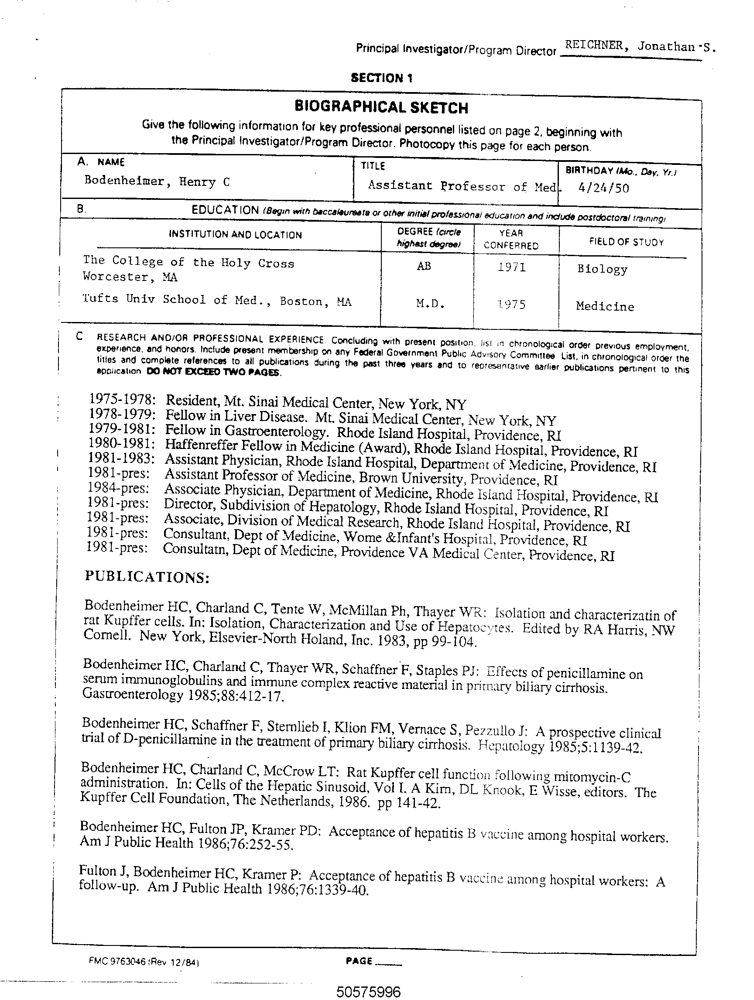 Principal Investigator/Program Director REICHNER, Jonathan S.
SECTION 1
BIOGRAPHICAL SKETCH
Give the following information for key professional personnel listed on page 2, beginning with
the Principal Investigator/Program Director. Photocopy this page for each person.
A. NAME
TITLE
BIRTHDAY (Mo., Day, Yr.)
Bodenheimer, Henry C
Assistant Professor of Med.
4/24/50
B. EDUCATION (Begin with baccalaureate or other initial professional education and include postdoctoral training)
INSTITUTION AND LOCATION
DEGREE (circle
highest degree)
YEAR
CONFERRED
FIELD OF STUDY
The College of the Holy Cross
Worcester, MA
AB
1971
Biology
Tufts Univ School of Med., Boston, MA
M.D.
1975
Medicine
C RESEARCH AND/OR PROFESSIONAL EXPERIENCE. Concluding with present position, list in chronological order previous employment,
experience, and honors. Include present membership on any Federal Government Public Advisory Committee. List, in chronological order the
titles and complete references to all publications during the past three years and to representative earlier publications pertinent to this
application DO NOT EXCEED TWO PAGES.
1975-1978: Resident, Mt. Sinai Medical Center, New York, NY
1978-1979: Fellow in Liver Disease. Mt. Sinai Medical Center, New York, NY
1979-1981: Fellow in Gastroenterology. Rhode Island Hospital, Providence, RI
1980-1981: Haffenreffer Fellow in Medicine (Award), Rhode Island Hospital, Providence, RI
1981-1983: Assistant Physician, Rhode Island Hospital, Department of Medicine, Providence, RI
1981-pres: Assistant Professor of Medicine, Brown University, Providence, RI
1984-pres: Associate Physician, Department of Medicine, Rhode Island Hospital, Providence, RI
1981-pres: Director, Subdivision of Hepatology, Rhode Island Hospital, Providence, RI
1981-pres: Associate, Division of Medical Research, Rhode Island Hospital, Providence, RI
1981-pres: Consultant, Dept of Medicine, Wome &Infant's Hospital, Providence, RI
1981-pres: Consultatn, Dept of Medicine, Providence VA Medical Center, Providence, RI
PUBLICATIONS:
Bodenheimer HC, Charland C, Tente W, McMillan Ph, Thayer WR: Isolation and characterizatin of
rat Kupffer cells. In: Isolation, Characterization and Use of Hepatocytes. Edited by RA Harris, NW
Cornell. New York, Elsevier-North Holand, Inc. 1983, pp 99-104.
Bodenheimer HC, Charland C, Thayer WR, Schaffner F, Staples PJ: Effects of penicillamine on
serum immunoglobulins and immune complex reactive material in primary biliary cirrhosis.
Gastroenterology 1985;88:412-17.
Bodenheimer HC, Schaffner F, Sternlieb I, Klion FM, Vernace S, Pezzullo J: A prospective clinical
trial of D-penicillamine in the treatment of primary biliary cirrhosis. Hepatology 1985;5:1139-42.
Bodenheimer HC, Charland C, McCrow LT: Rat Kupffer cell function following mitomycin-C
administration. In: Cells of the Hepatic Sinusoid, Vol I. A Kirn, DL Knook, E Wisse, editors. The
Kupffer Cell Foundation, The Netherlands, 1986. pp 141-42.
Bodenheimer HC, Fulton JP, Kramer PD: Acceptance of hepatitis B vaccine among hospital workers.
Am J Public Health 1986;76:252-55.
Fulton J, Bodenheimer HC, Kramer P: Acceptance of hepatitis B vaccine among hospital workers: A
follow-up. Am J Public Health 1986;76:1339-40.
FMC 9763046 (Rev 12/84)
PAGE
50575996